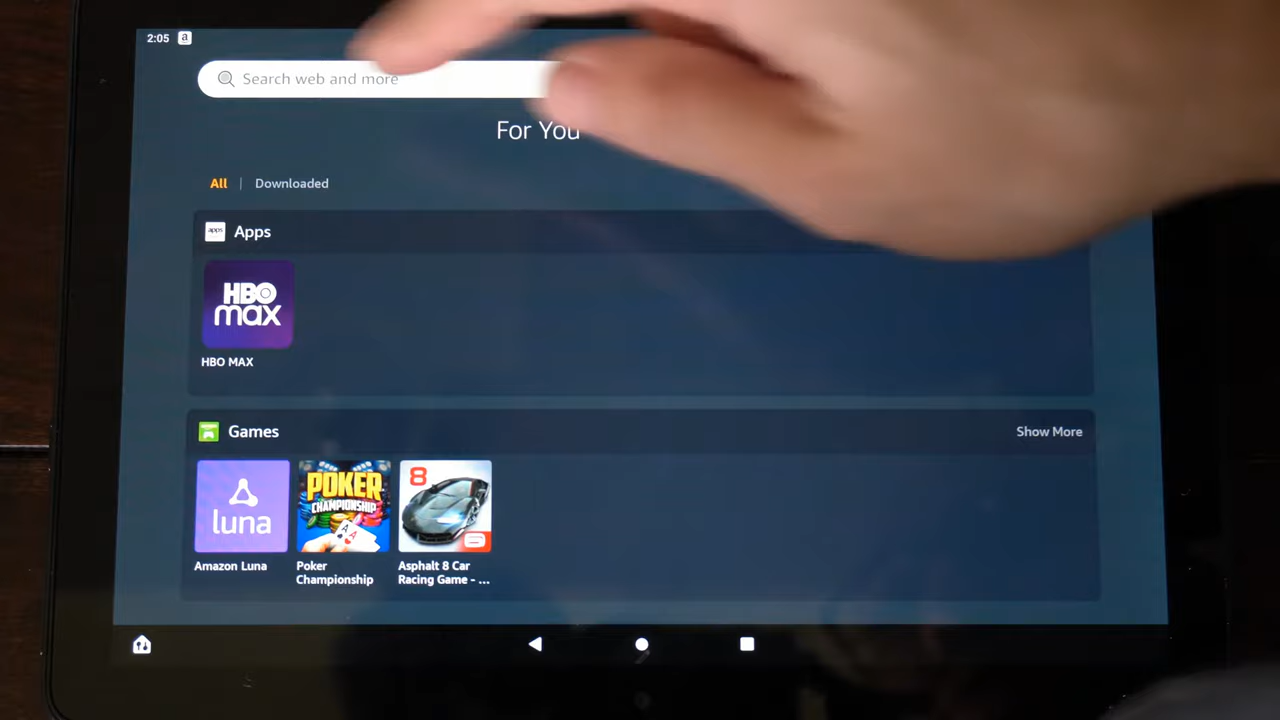 2:05 a
Search web and more
For You
All | Downloaded
apps Apps
HBO
max
HBO MAX
Games Show More
luna
POKER
CHAMPIONSHIP
A A
8
Amazon Luna
Poker
Championship
Asphalt 8 Car
Racing Game - ...